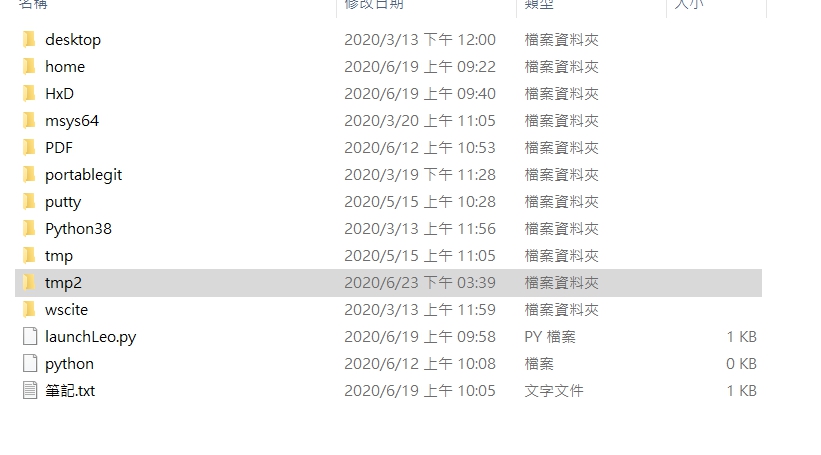 名稱 修改日期 類型 大小
desktop 2020/3/13 下午 12:00 檔案資料夾
home 2020/6/19 上午 09:22 檔案資料夾
HxD 2020/6/19 上午 09:40 檔案資料夾
msys64 2020/3/20 上午 11:05 檔案資料夾
PDF 2020/6/12 上午 10:53 檔案資料夾
portablegit 2020/3/19 下午 11:28 檔案資料夾
putty 2020/5/15 上午 10:28 檔案資料夾
Python38 2020/3/13 上午 11:56 檔案資料夾
tmp 2020/5/15 上午 11:05 檔案資料夾
tmp2 2020/6/23 下午 03:39 檔案資料夾
wscite 2020/3/13 上午 11:59 檔案資料夾
launchLeo.py 2020/6/19 上午 09:58 PY 檔案 1 KB
python 2020/6/12 上午 10:08 檔案 0 KB
筆記.txt 2020/6/19 上午 10:05 文字文件 1 KB